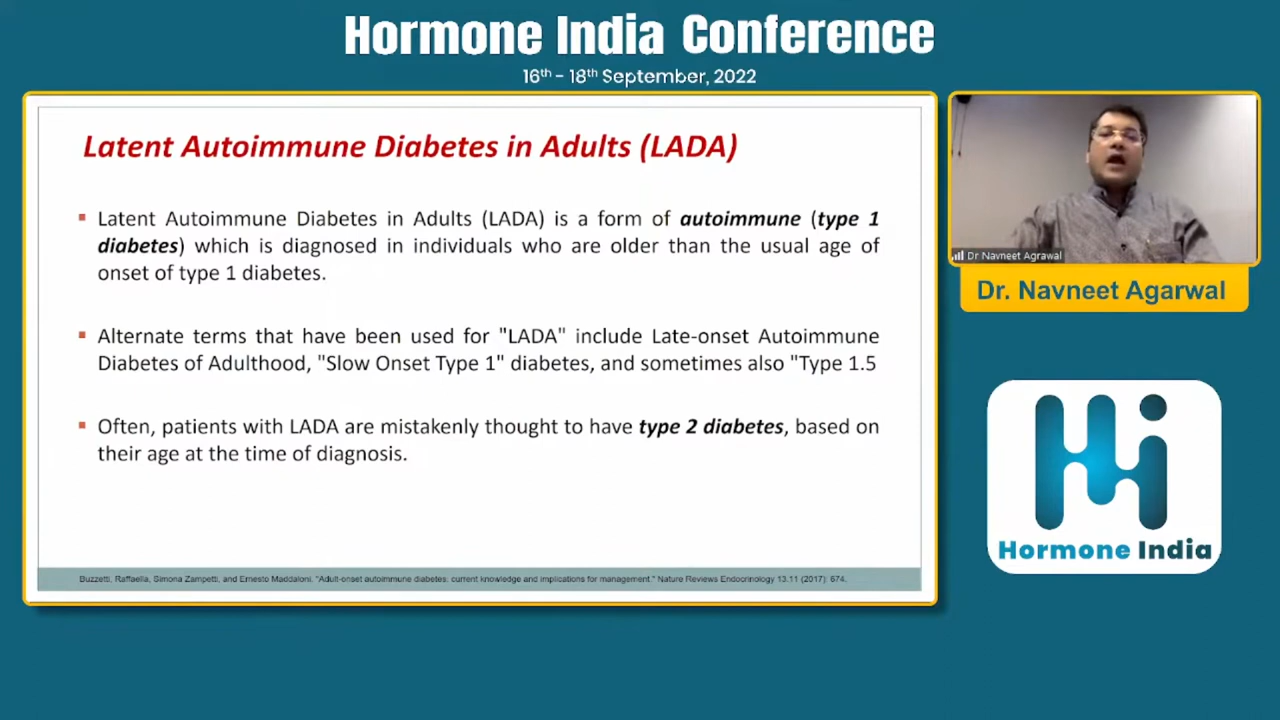 Hormone India Conference
16th - 18th September, 2022
Latent Autoimmune Diabetes in Adults (LADA)
▪ Latent Autoimmune Diabetes in Adults (LADA) is a form of autoimmune (type 1
diabetes) which is diagnosed in individuals who are older than the usual age of
onset of type 1 diabetes.
▪ Alternate terms that have been used for "LADA" include Late-onset Autoimmune
Diabetes of Adulthood, "Slow Onset Type 1" diabetes, and sometimes also "Type 1.5
▪ Often, patients with LADA are mistakenly thought to have type 2 diabetes, based on
their age at the time of diagnosis.
Buzzetti, Raffaella, Simona Zampetti, and Ernesto Maddaloni. "Adult-onset autoimmune diabetes: current knowledge and implications for management." Nature Reviews Endocrinology 13.11 (2017): 674.
Dr Navneet Agrawal
Dr. Navneet Agarwal
Hormone India